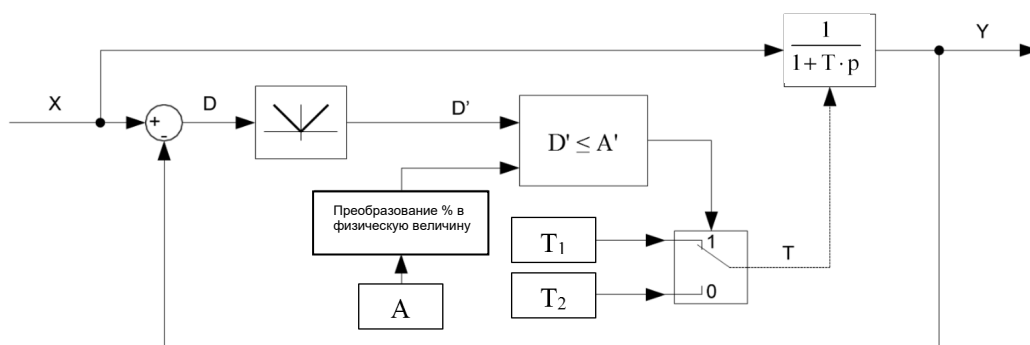 1
1 + T · p
Y
X
+
-
D
D'
D' ≤ A'
Преобразование % в
физическую величину
T₁
1
T
T₂
0
A